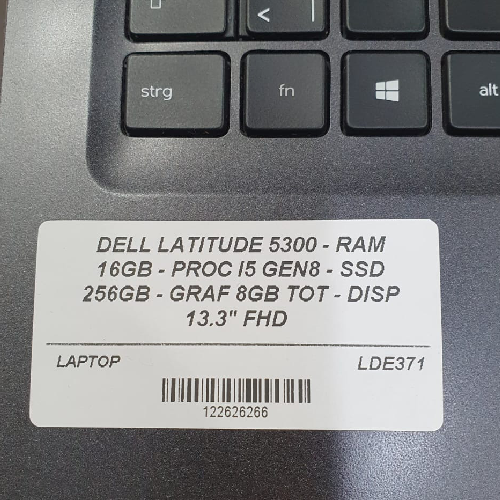 <
strg fn alt
DELL LATITUDE 5300 - RAM
16GB - PROC I5 GEN8 - SSD
256GB - GRAF 8GB TOT - DISP
13.3" FHD
LAPTOP LDE371
122626266